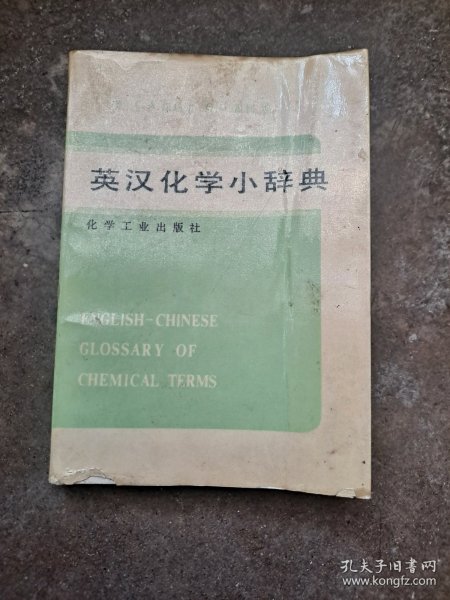 英汉化学小辞典
化学工业出版社
ENGLISH-CHINESE
GLOSSARY OF
CHEMICAL TERMS
孔夫子旧书网
www.kongfz.com